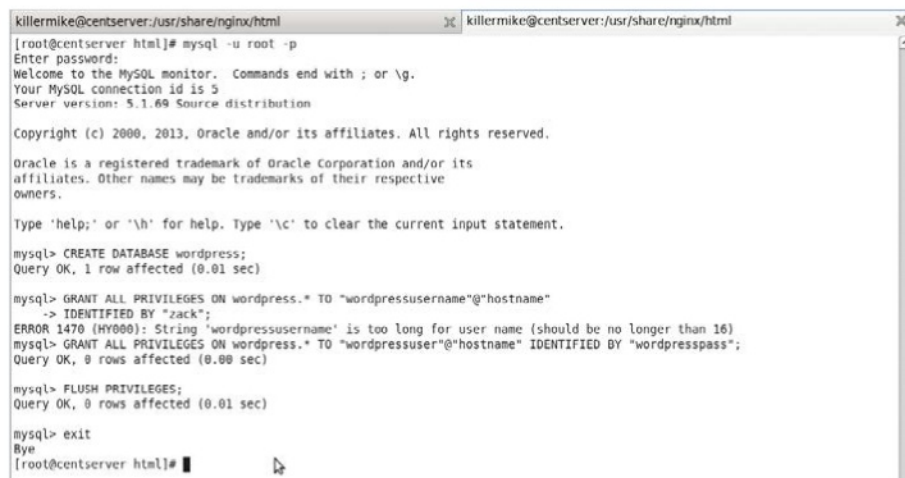 killermike@centserver:/usr/share/nginx/html
killermike@centserver:/usr/share/nginx/html
[root@centserver html]# mysql -u root -p
Enter password:
Welcome to the MySQL monitor.  Commands end with ; or \g.
Your MySQL connection id is 5
Server version: 5.1.69 Source distribution

Copyright (c) 2000, 2013, Oracle and/or its affiliates. All rights reserved.

Oracle is a registered trademark of Oracle Corporation and/or its
affiliates. Other names may be trademarks of their respective
owners.

Type 'help;' or '\h' for help. Type '\c' to clear the current input statement.

mysql> CREATE DATABASE wordpress;
Query OK, 1 row affected (0.01 sec)

mysql> GRANT ALL PRIVILEGES ON wordpress.* TO "wordpressusername"@"hostname"
    -> IDENTIFIED BY "zack";
ERROR 1470 (HY000): String 'wordpressusername' is too long for user name (should be no longer than 16)
mysql> GRANT ALL PRIVILEGES ON wordpress.* TO "wordpressuser"@"hostname" IDENTIFIED BY "wordpresspass";
Query OK, 0 rows affected (0.00 sec)

mysql> FLUSH PRIVILEGES;
Query OK, 0 rows affected (0.01 sec)

mysql> exit
Bye
[root@centserver html]#